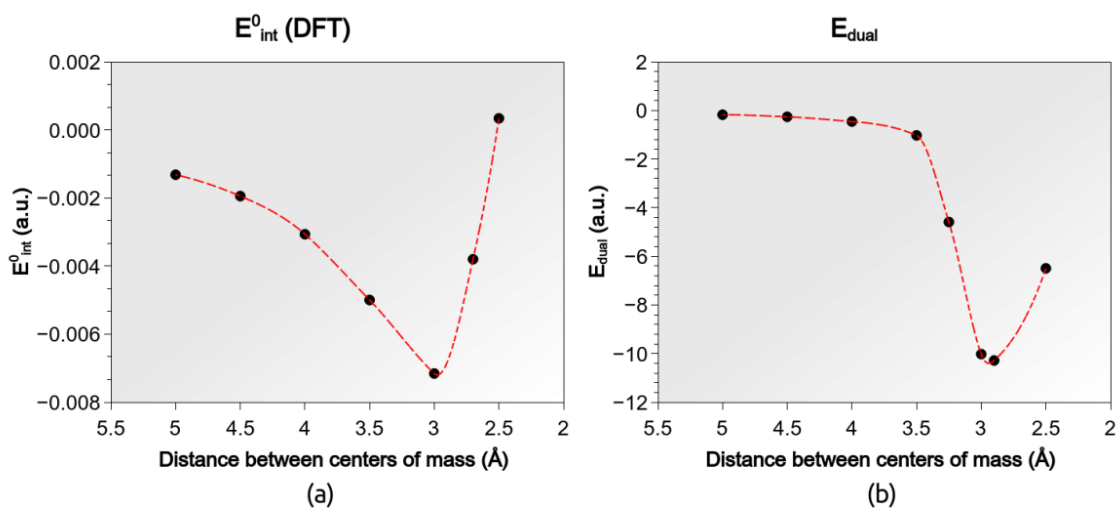 E⁰int (DFT)
0.002
0.000
−0.002
−0.004
−0.006
−0.008
E⁰int (a.u.)
5.5 5 4.5 4 3.5 3 2.5 2
Distance between centers of mass (Å)
(a)
Edual
2
0
−2
−4
−6
−8
−10
−12
Edual (a.u.)
5.5 5 4.5 4 3.5 3 2.5 2
Distance between centers of mass (Å)
(b)